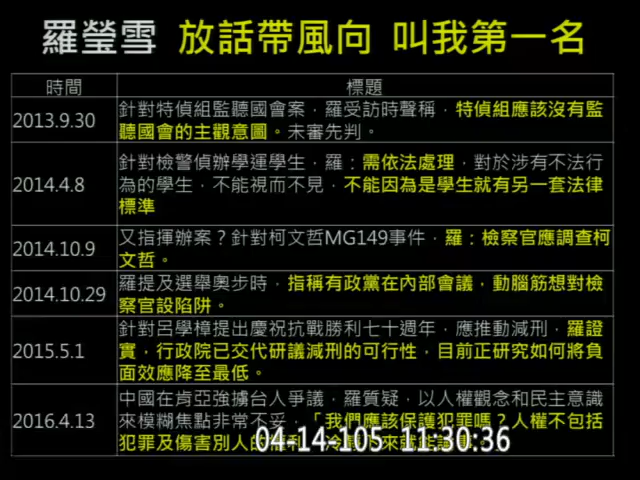 羅瑩雪 放話帶風向 叫我第一名
時間 標題
2013.9.30 針對特偵組監聽國會案，羅受訪時聲稱，特偵組應該沒有監
聽國會的主觀意圖。未審先判。
2014.4.8 針對檢警偵辦學運學生，羅：需依法處理，對於涉有不法行
為的學生，不能視而不見，不能因為是學生就有另一套法律
標準
2014.10.9 又指揮辦案？針對柯文哲MG149事件，羅：檢察官應調查柯
文哲。
2014.10.29 羅提及選舉奧步時，指稱有政黨在內部會議，動腦筋想對檢
察官設陷阱。
2015.5.1 針對呂學樟提出慶祝抗戰勝利七十週年，應推動減刑，羅證
實，行政院已交代研議減刑的可行性，目前正研究如何將負
面效應降至最低。
2016.4.13 中國在肯亞強擄台人爭議，羅質疑，以人權觀念和民主意識
來模糊焦點非常不妥，「我們應該保護犯罪嗎？人權不包括
犯罪及傷害別人的
04-14-105 11:30:36